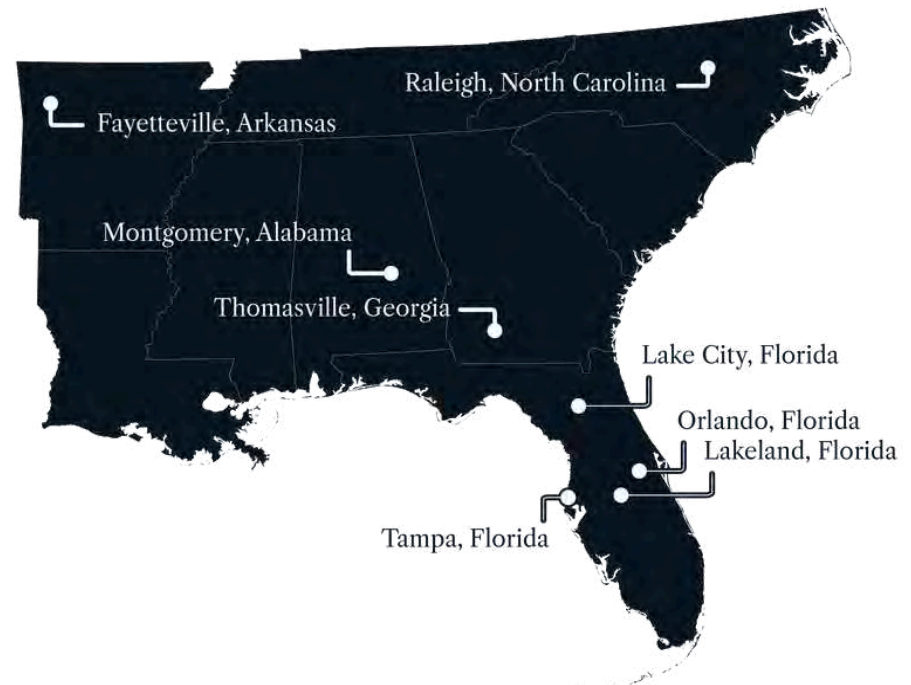 Raleigh, North Carolina
Fayetteville, Arkansas
Montgomery, Alabama
Thomasville, Georgia
Lake City, Florida
Orlando, Florida
Lakeland, Florida
Tampa, Florida